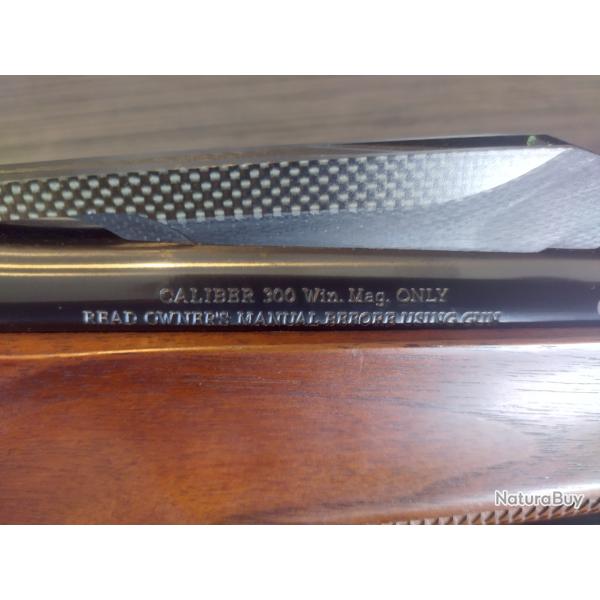 CALIBER 300 Win. Mag. ONLY
READ OWNER'S MANUAL BEFORE USING GUN
NaturaBuy